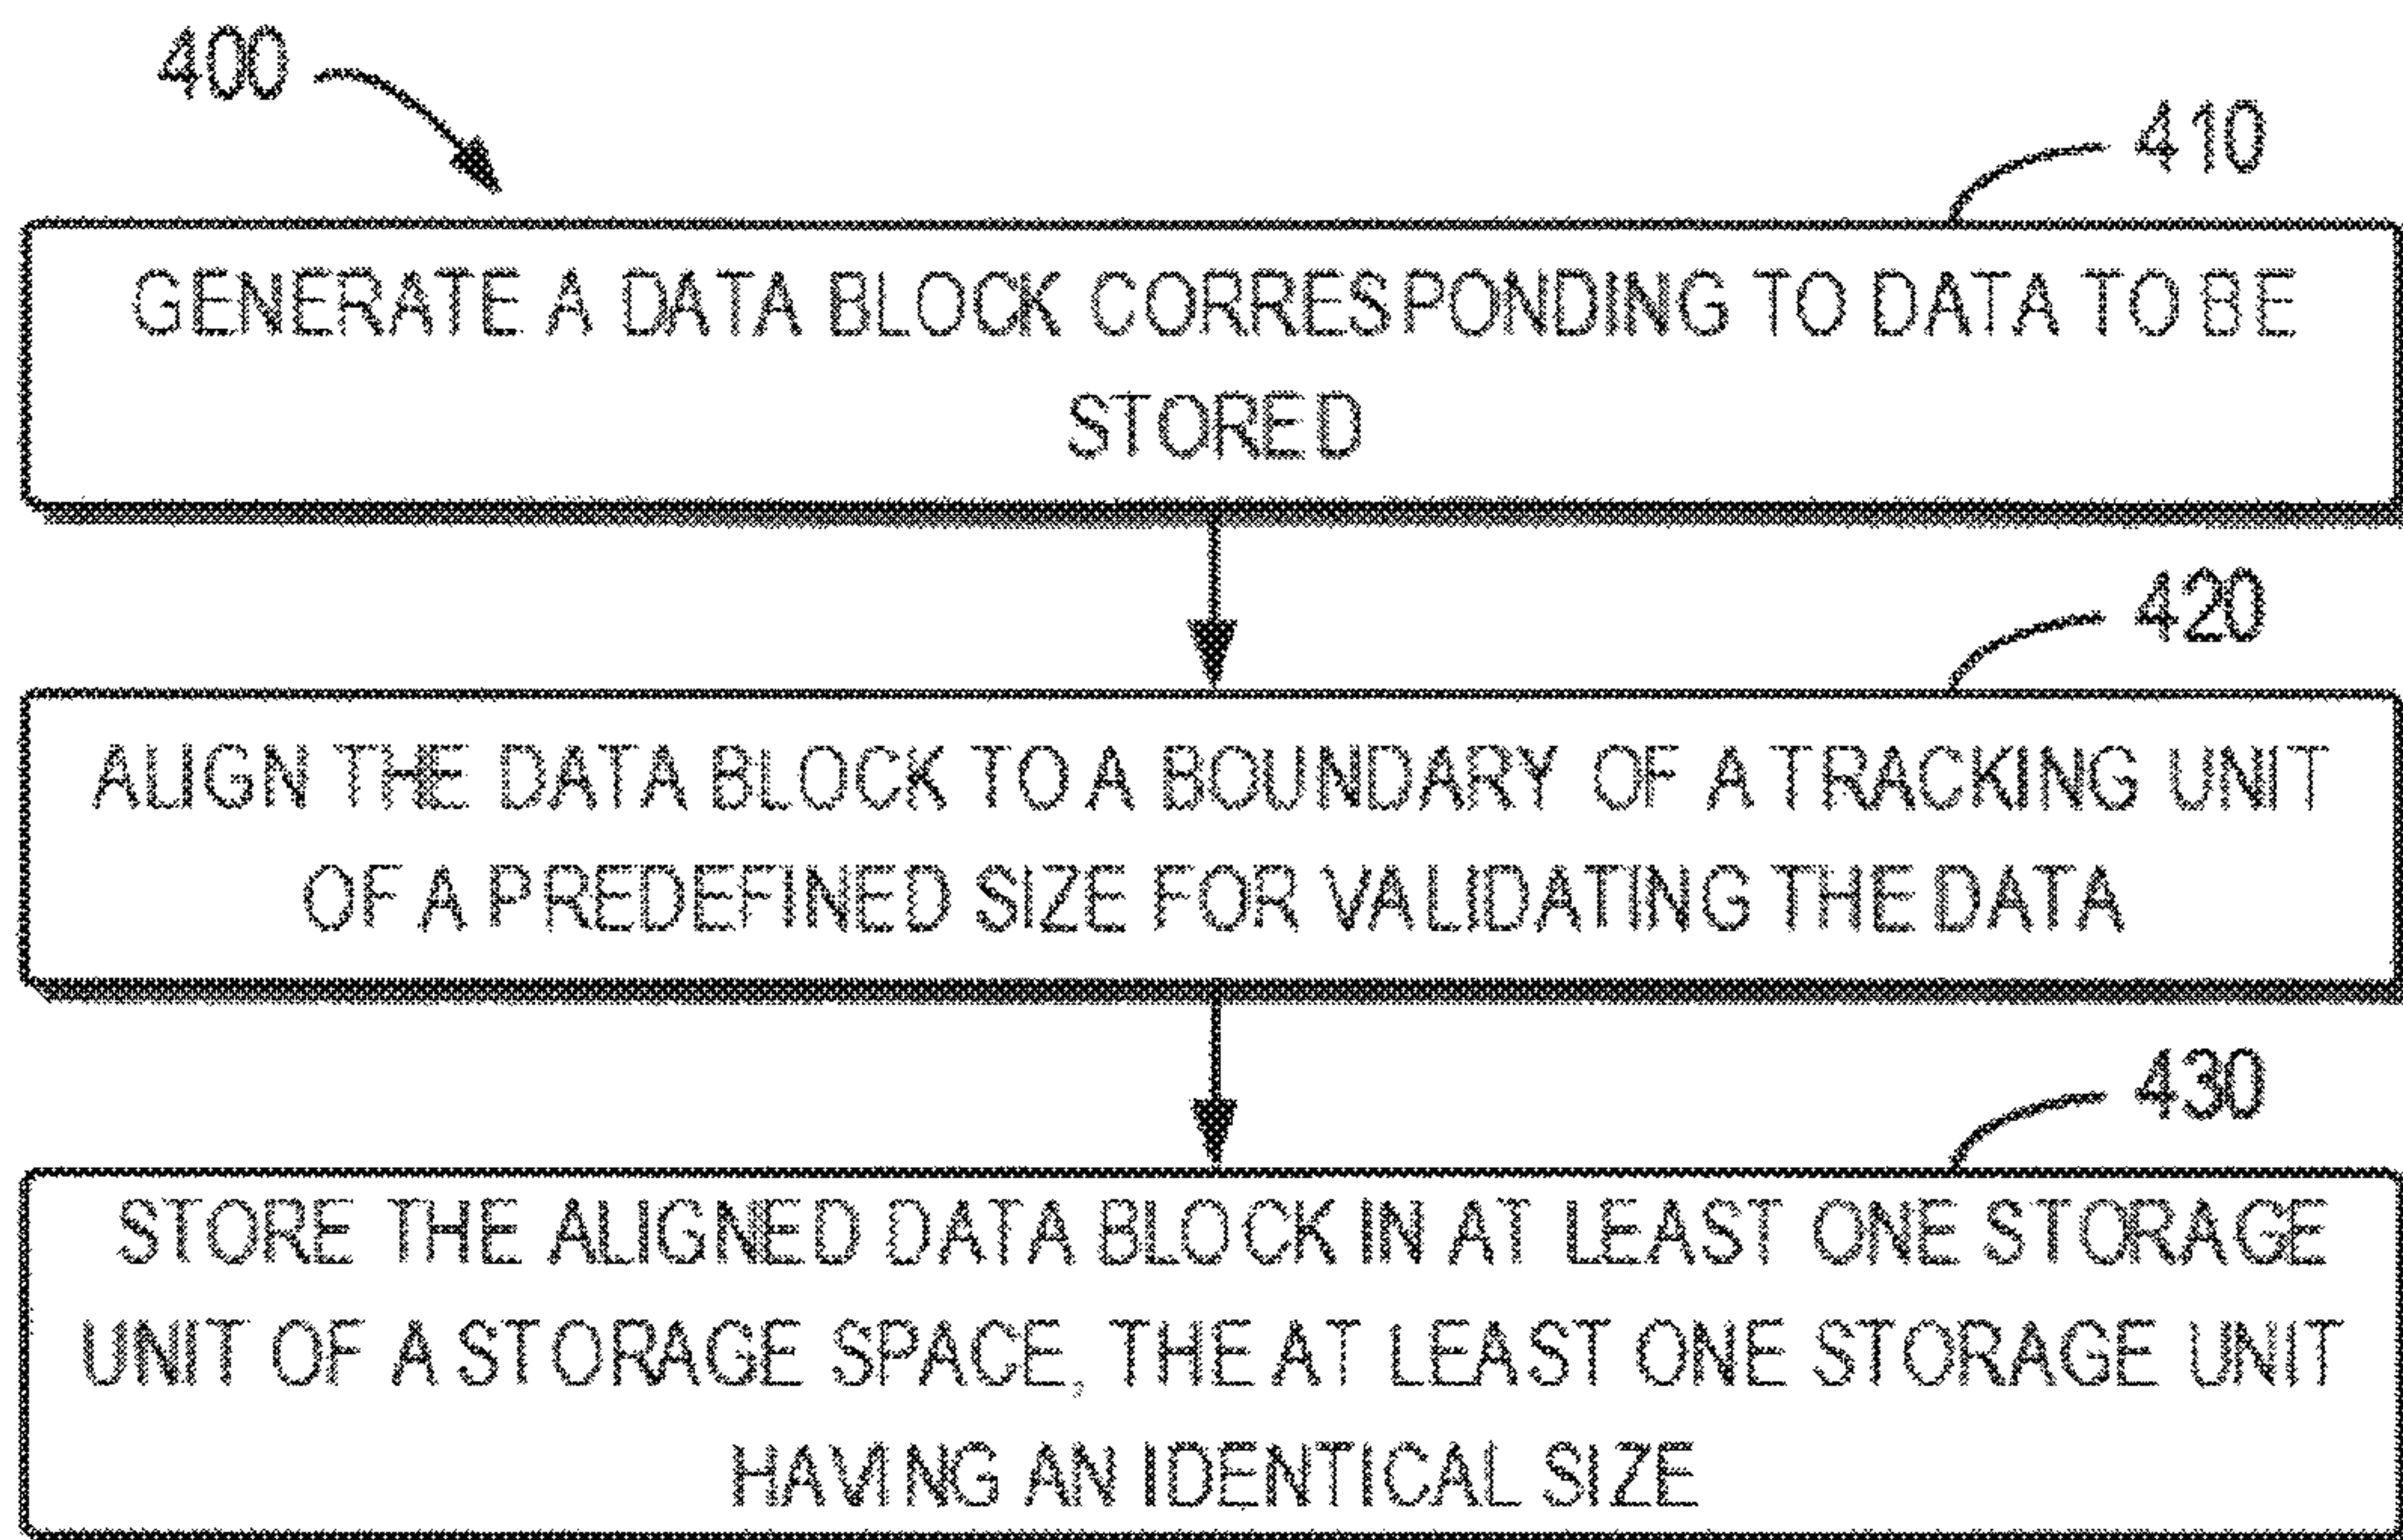 400
410
GENERATE A DATA BLOCK CORRESPONDING TO DATA TO BE
STORED
420
ALIGN THE DATA BLOCK TO A BOUNDARY OF A TRACKING UNIT
OF A PREDEFINED SIZE FOR VALIDATING THE DATA
430
STORE THE ALIGNED DATA BLOCK IN AT LEAST ONE STORAGE
UNIT OF A STORAGE SPACE, THE AT LEAST ONE STORAGE UNIT
HAVING AN IDENTICAL SIZE